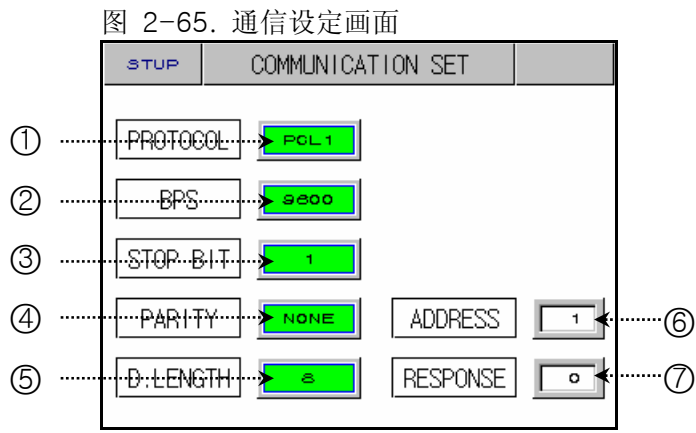 图 2-65. 通信设定画面
STUP COMMUNICATION SET
① PROTOCOL PCL1
② BPS 9600
③ STOP BIT 1
④ PARITY NONE ADDRESS 1 ⑥
⑤ D.LENGTH 8 RESPONSE 0 ⑦